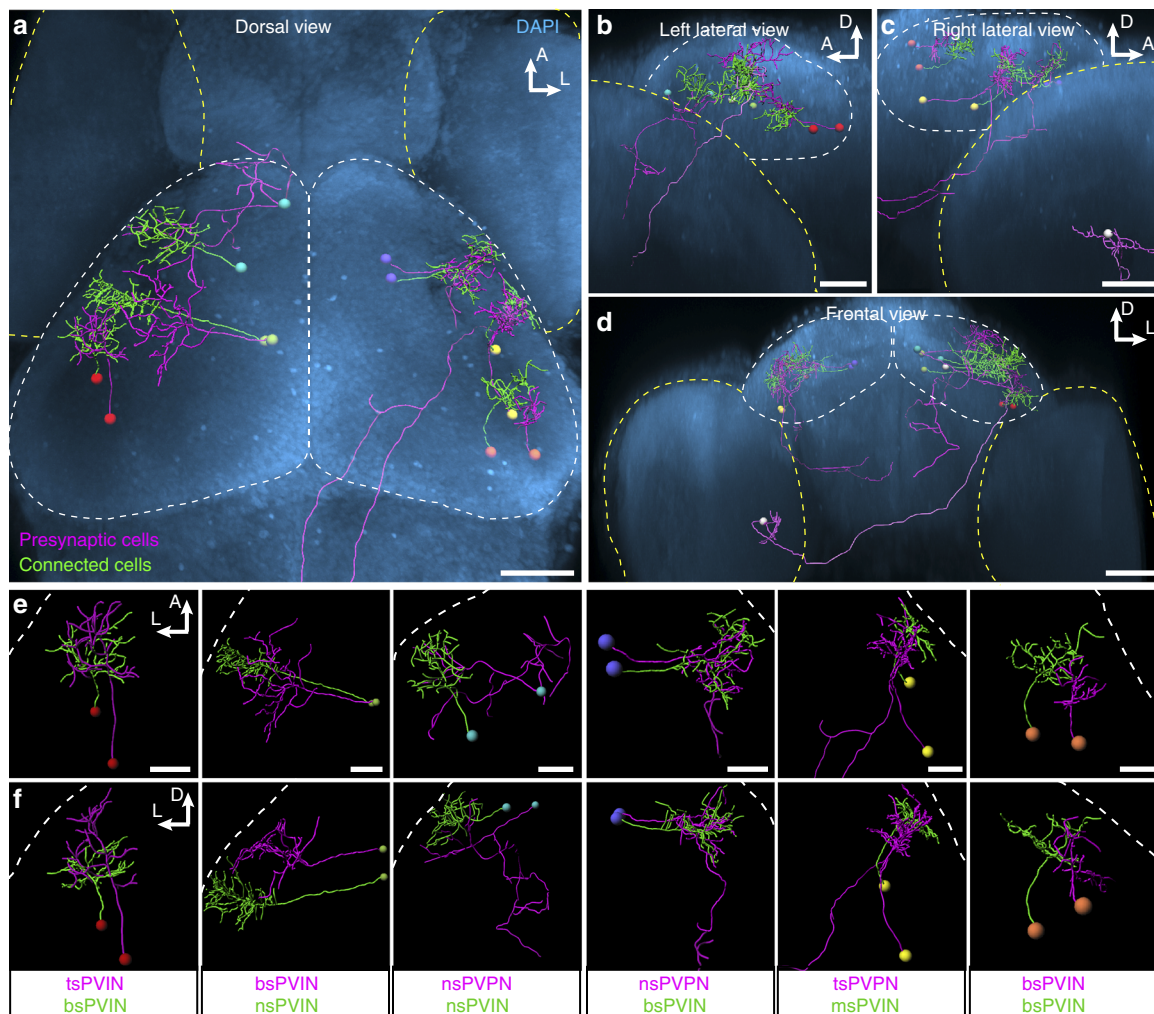 a
Dorsal view
DAPI
A
L
Presynaptic cells
Connected cells
b
Left lateral view
D
A
c
Right lateral view
D
A
d
Frontal view
D
L
e
A
L
f
D
L
tsPVIN
bsPVIN
bsPVIN
nsPVIN
nsPVPN
nsPVIN
nsPVPN
bsPVIN
tsPVPN
msPVIN
bsPVIN
bsPVIN